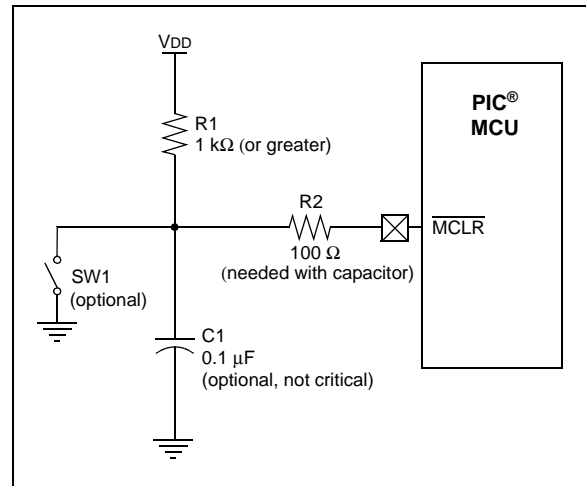 VDD
PIC®
MCU
R1
1 kΩ (or greater)
R2
MCLR
100 Ω
(needed with capacitor)
SW1
(optional)
C1
0.1 μF
(optional, not critical)